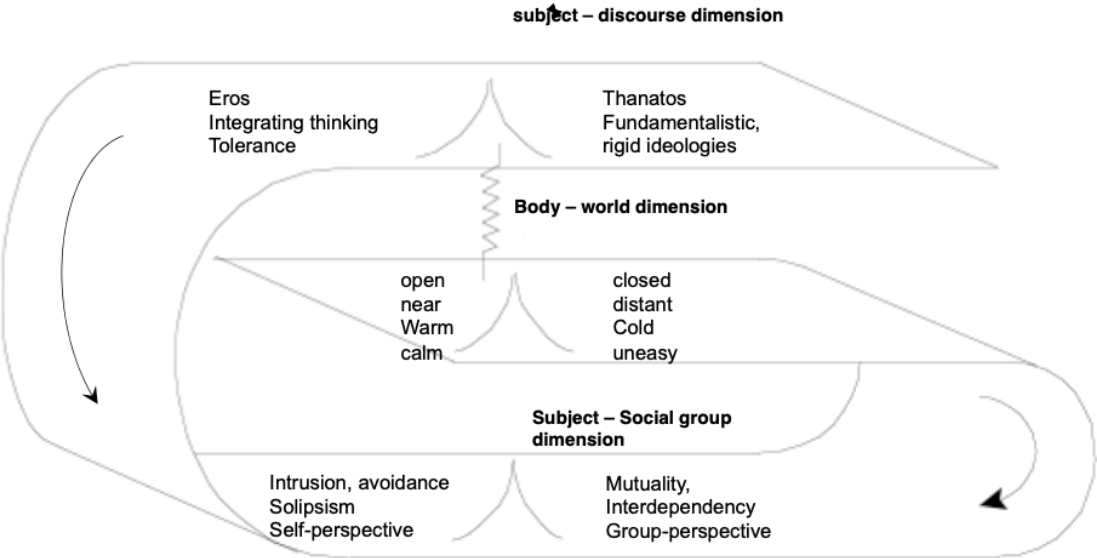 subject – discourse dimension
Eros
Integrating thinking
Tolerance
Thanatos
Fundamentalistic,
rigid ideologies
Body – world dimension
open
near
Warm
calm
closed
distant
Cold
uneasy
Subject – Social group
dimension
Intrusion, avoidance
Solipsism
Self-perspective
Mutuality,
Interdependency
Group-perspective